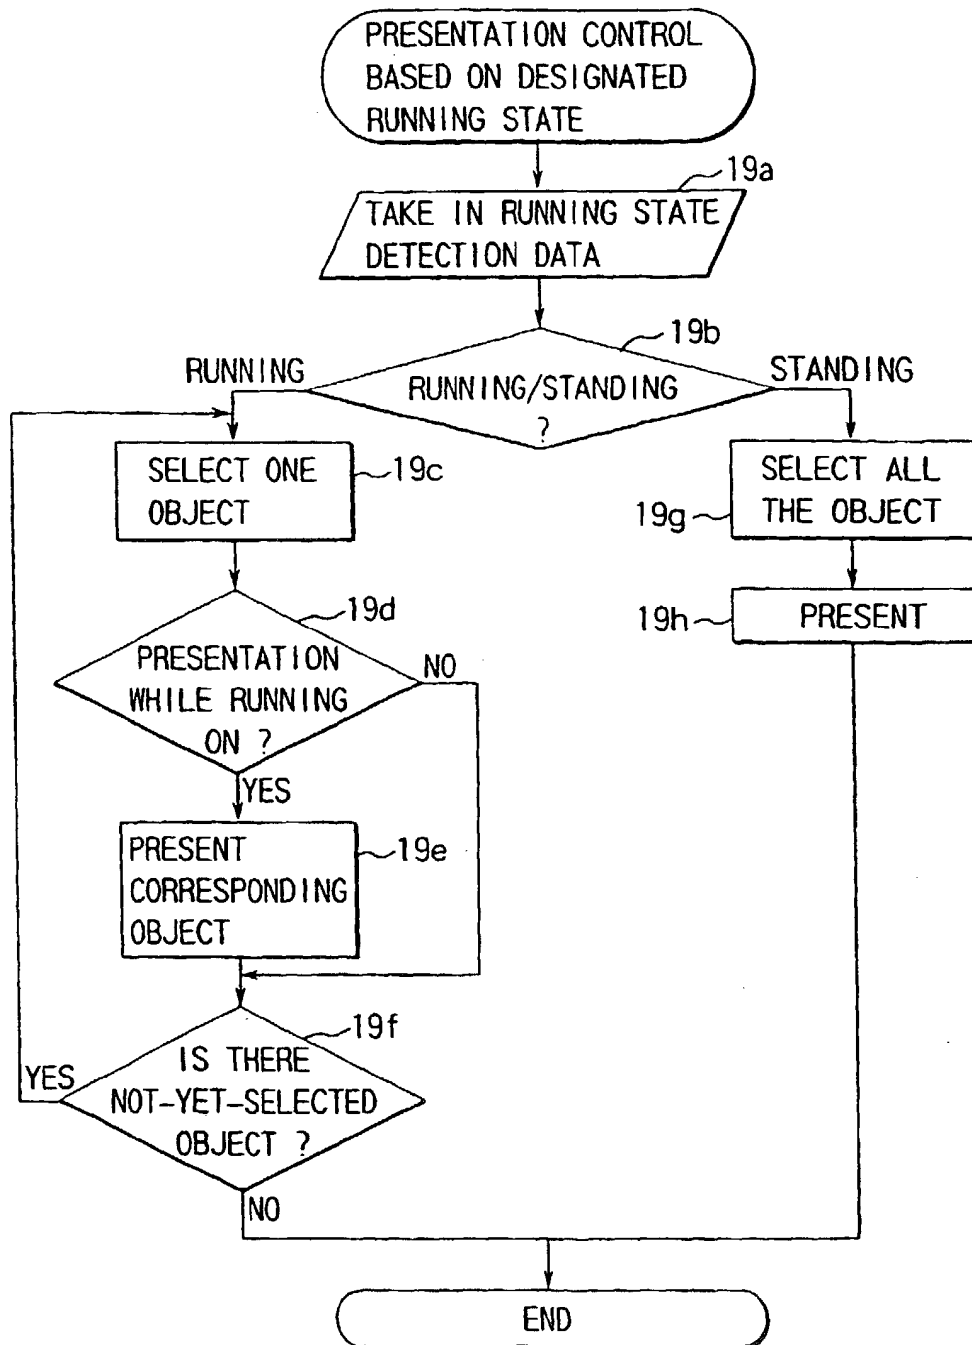 PRESENTATION CONTROL
BASED ON DESIGNATED
RUNNING STATE
19a
TAKE IN RUNNING STATE
DETECTION DATA
19b
RUNNING
RUNNING/STANDING
?
STANDING
SELECT ONE
OBJECT
19c
SELECT ALL
THE OBJECT
19g
19d
PRESENTATION
WHILE RUNNING
ON ?
NO
19h
PRESENT
YES
PRESENT
CORRESPONDING
OBJECT
19e
19f
IS THERE
NOT-YET-SELECTED
OBJECT ?
YES
NO
END